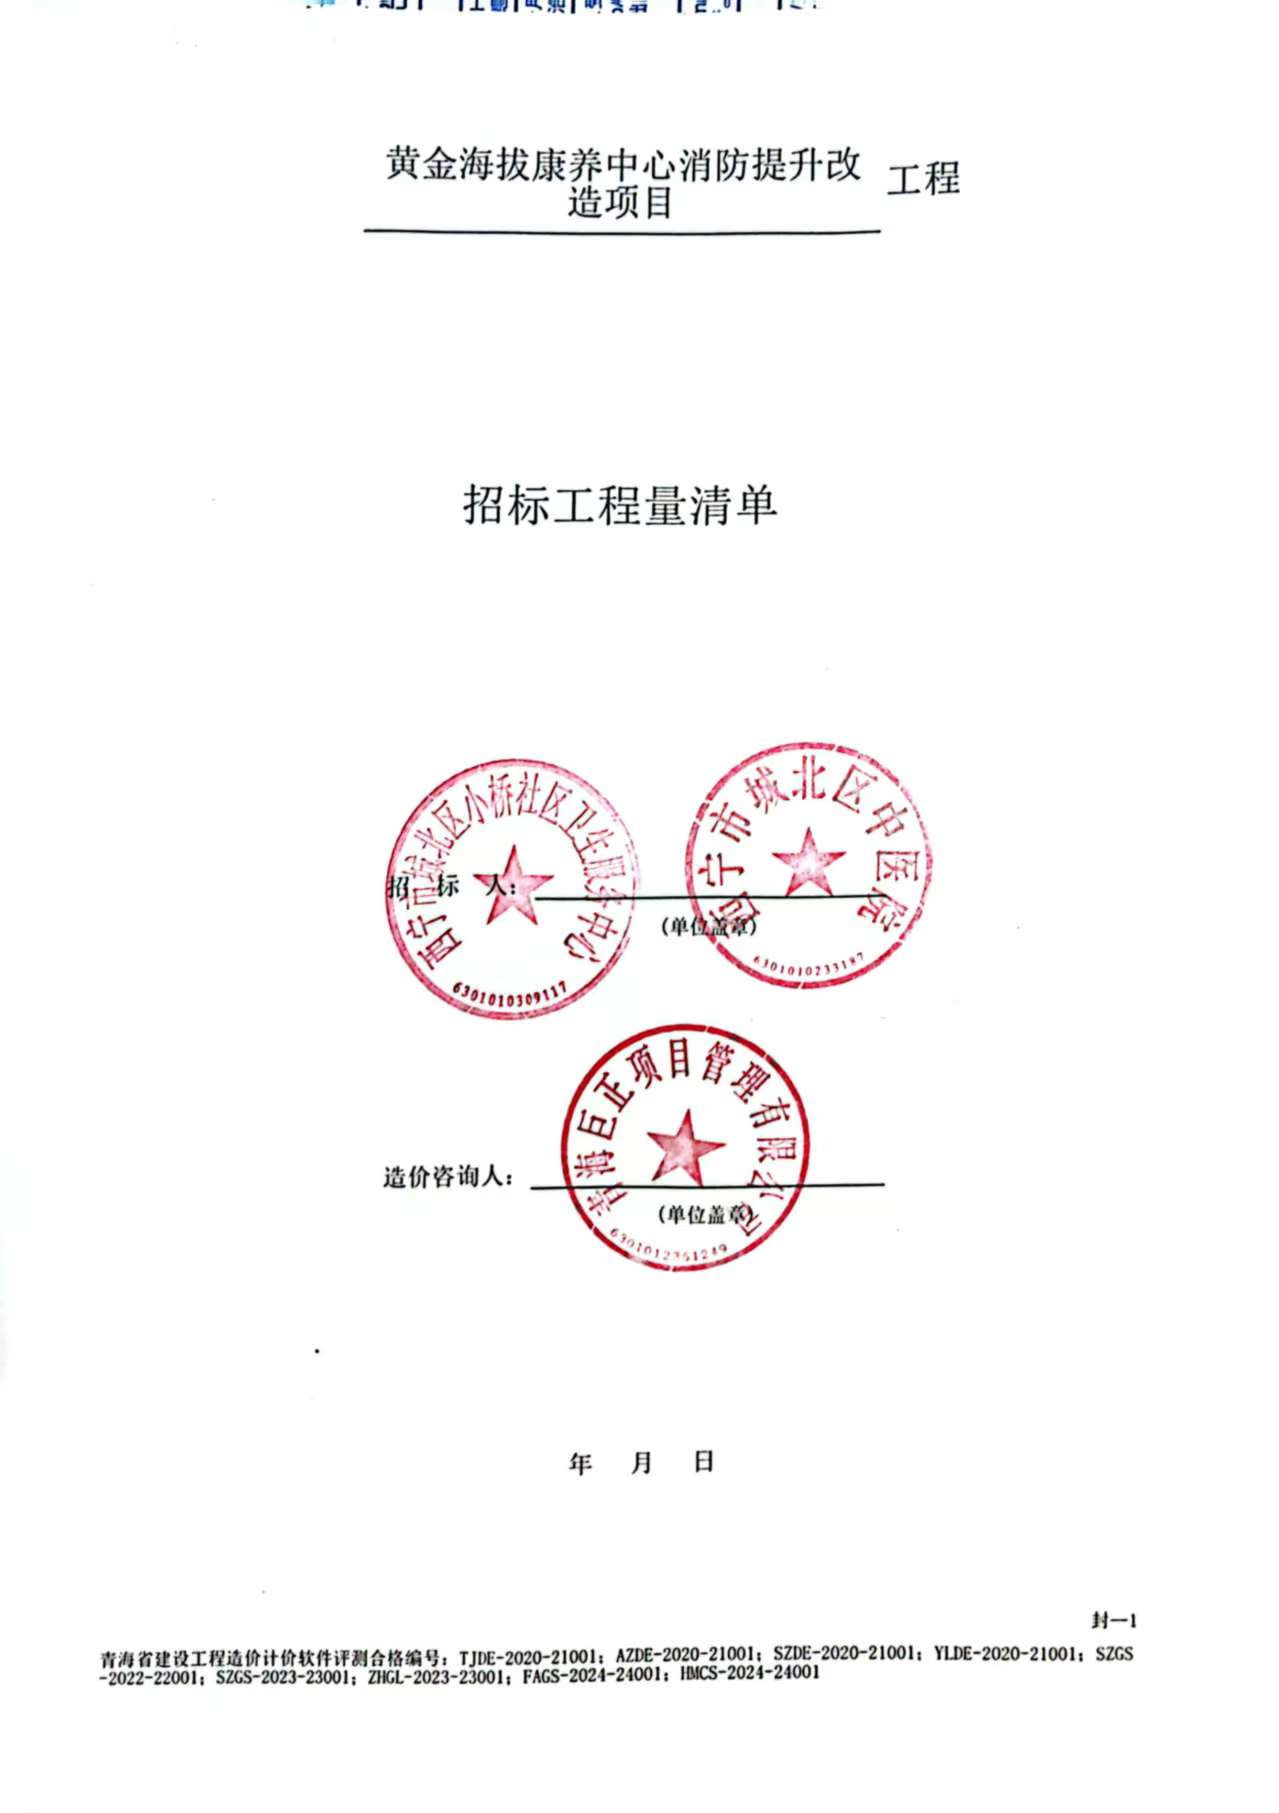 黄金海拔康养中心消防提升改
造项目
工程
招标工程量清单
西宁市城北区小桥社区卫生服务中心
6301010309117
西宁市城北区中医院
6301010233187
招 标 人:
(单位盖章)
青海巨正项目管理有限公司
6301012351249
造价咨询人:
(单位盖章)
年 月 日
封—1
青海省建设工程造价计价软件评测合格编号: TJDE-2020-21001; AZDE-2020-21001; SZDE-2020-21001; YLDE-2020-21001; SZGS
-2022-22001; SZGS-2023-23001; ZHGL-2023-23001; FAGS-2024-24001; HMCS-2024-24001